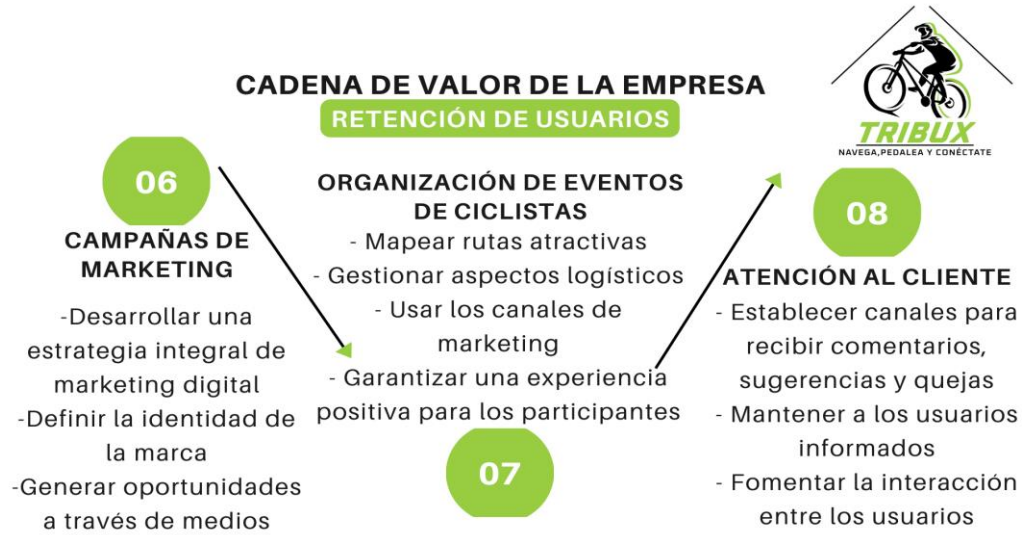 CADENA DE VALOR DE LA EMPRESA
RETENCIÓN DE USUARIOS
TRIBUX
NAVEGA,PEDALEA Y CONÉCTATE
06
CAMPAÑAS DE
MARKETING
-Desarrollar una
estrategia integral de
marketing digital
-Definir la identidad de
la marca
-Generar oportunidades
a través de medios
ORGANIZACIÓN DE EVENTOS
DE CICLISTAS
- Mapear rutas atractivas
- Gestionar aspectos logísticos
- Usar los canales de
marketing
- Garantizar una experiencia
positiva para los participantes
07
08
ATENCIÓN AL CLIENTE
- Establecer canales para
recibir comentarios,
sugerencias y quejas
- Mantener a los usuarios
informados
- Fomentar la interacción
entre los usuarios